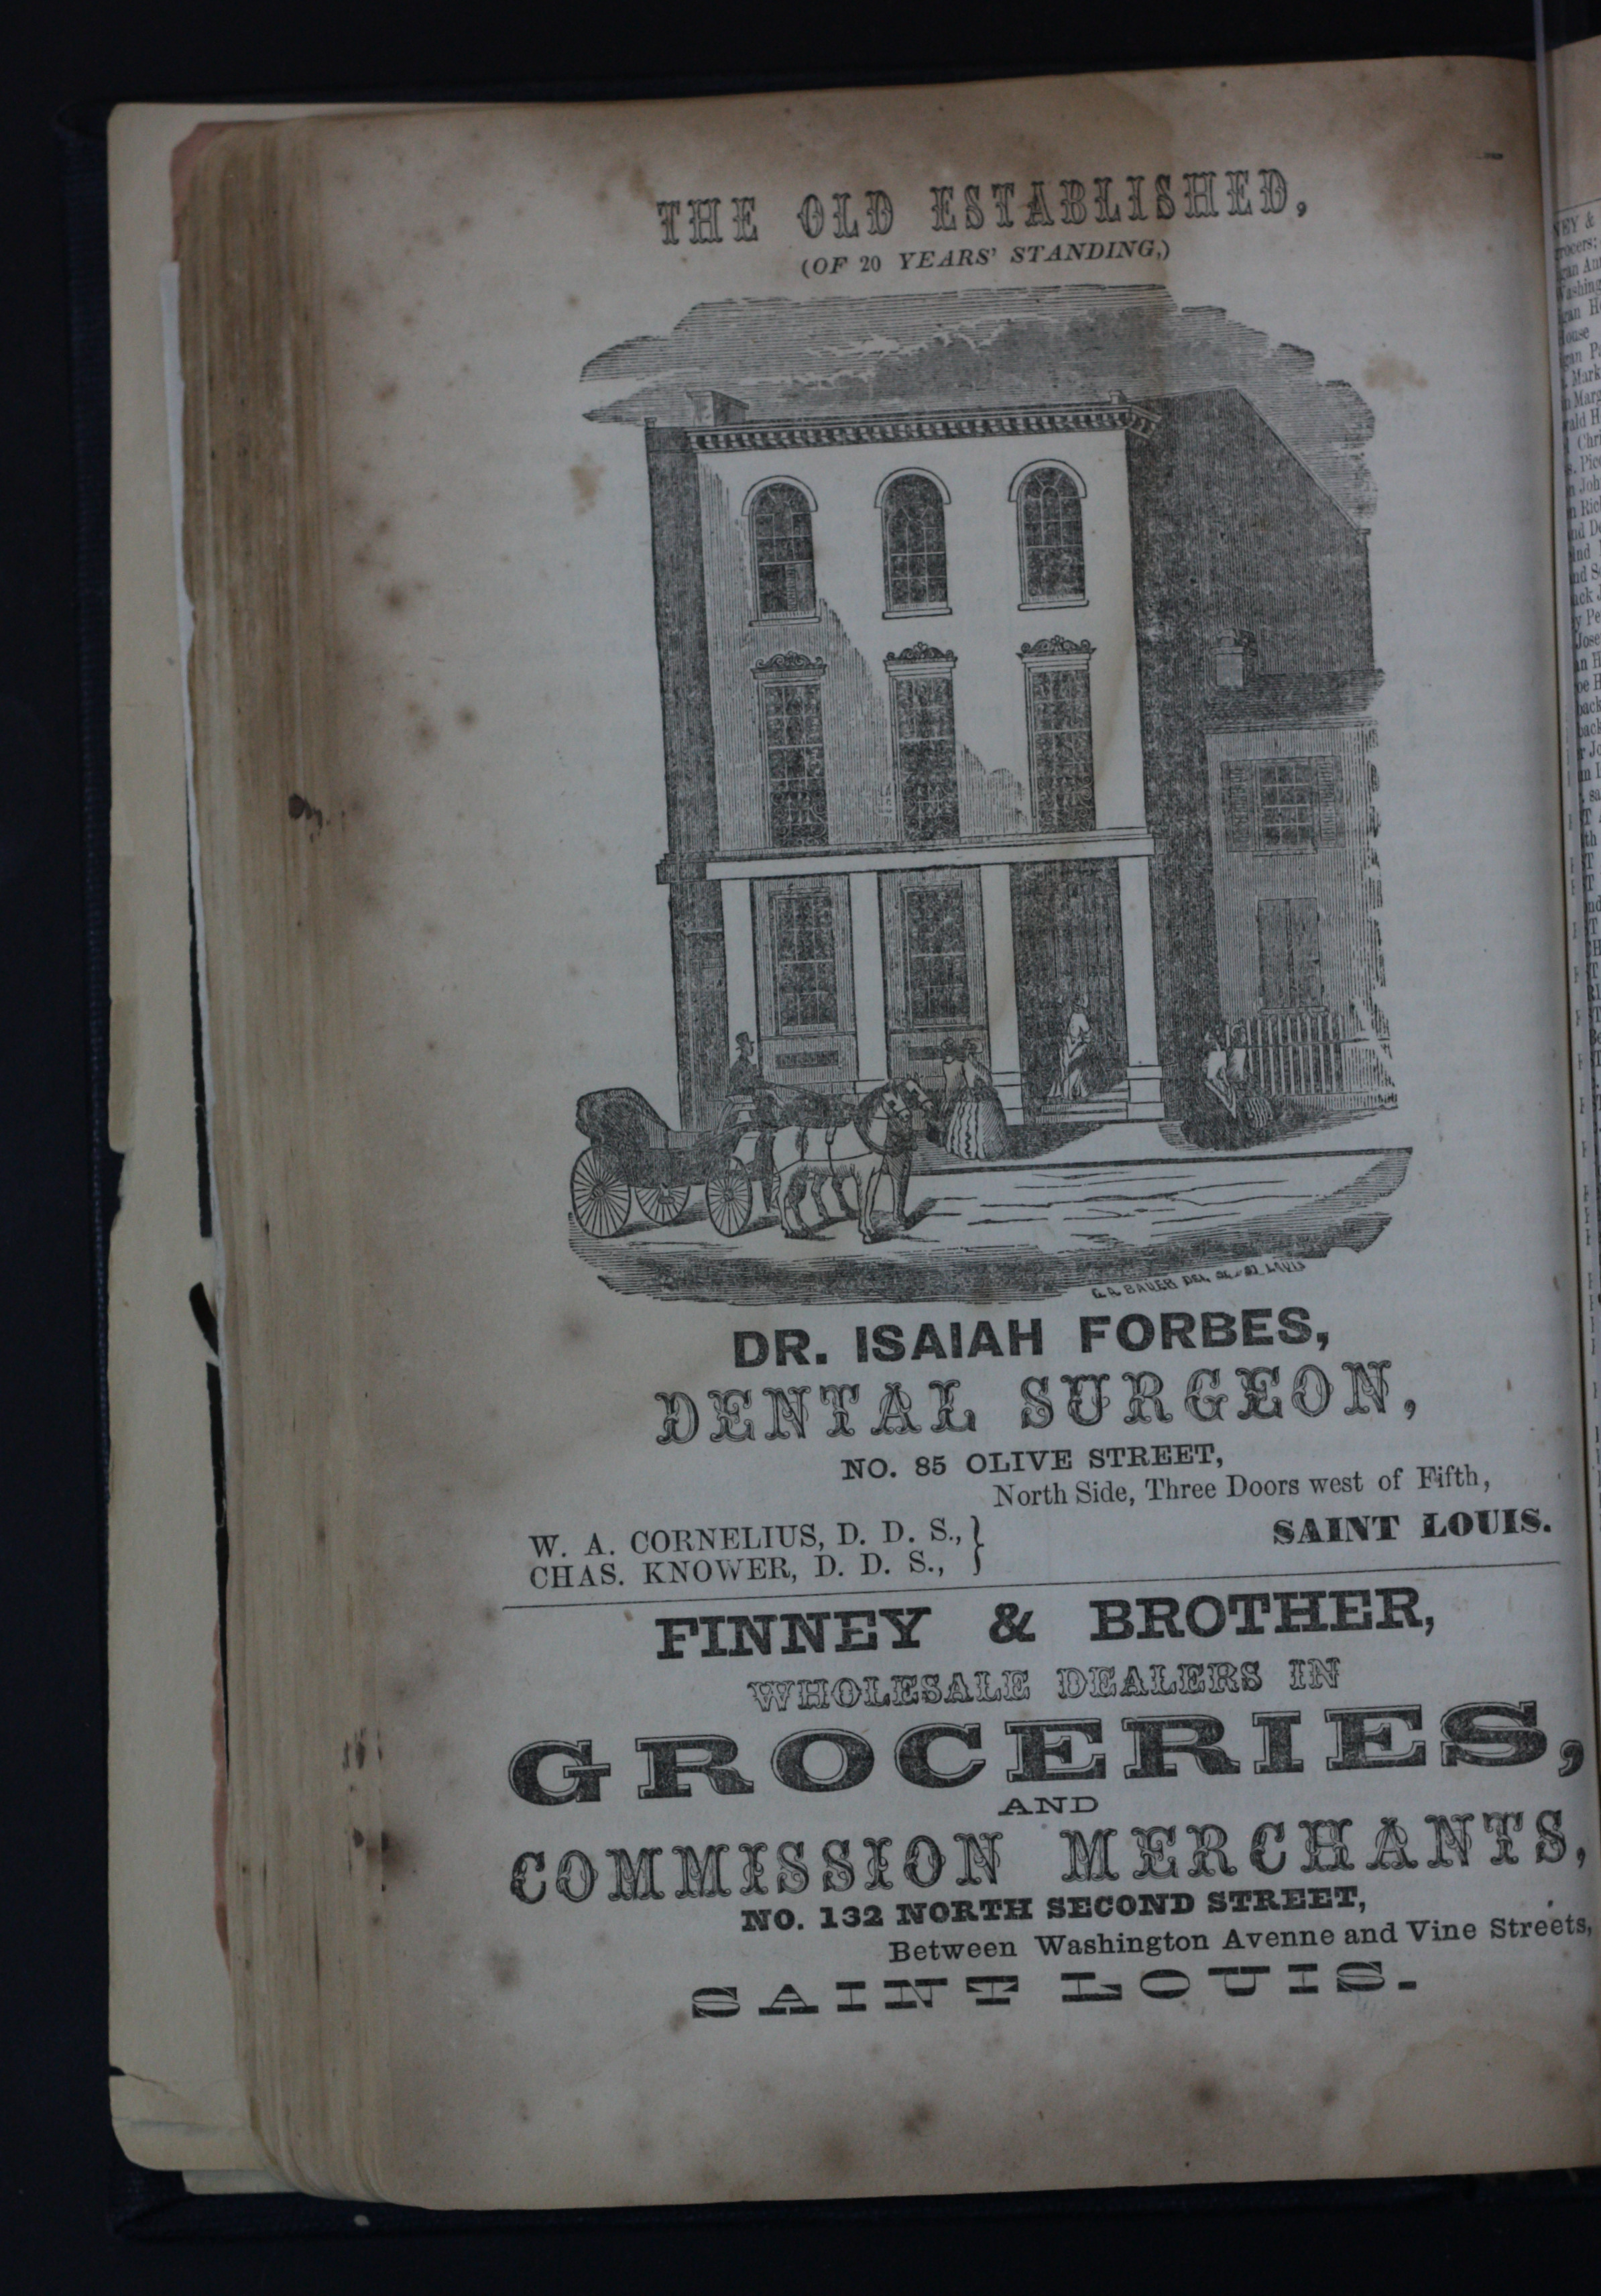 THE OLD ESTABLISHED,
(OF 20 YEARS' STANDING,)
DR. ISAIAH FORBES,
DENTAL SURGEON,
NO. 85 OLIVE STREET,
North Side, Three Doors west of Fifth,
SAINT LOUIS.
W. A. CORNELIUS, D. D. S., }
CHAS. KNOWER, D. D. S.,
FINNEY & BROTHER,
WHOLESALE DEALERS IN
GROCERIES,
AND
COMMISSION MERCHANTS,
NO. 132 NORTH SECOND STREET,
Between Washington Avenne and Vine Streets,
SAINT LOUIS.